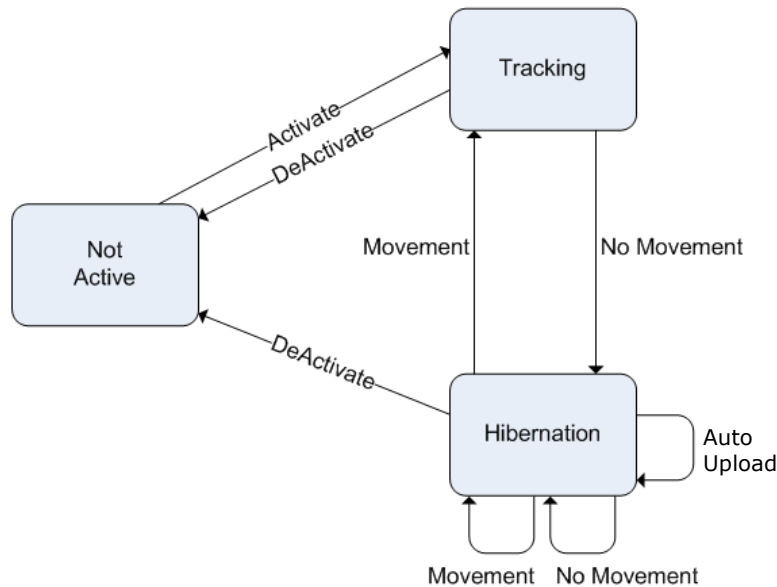 Tracking
Activate
DeActivate
Not
Active
Movement
No Movement
DeActivate
Hibernation
Auto
Upload
Movement
No Movement